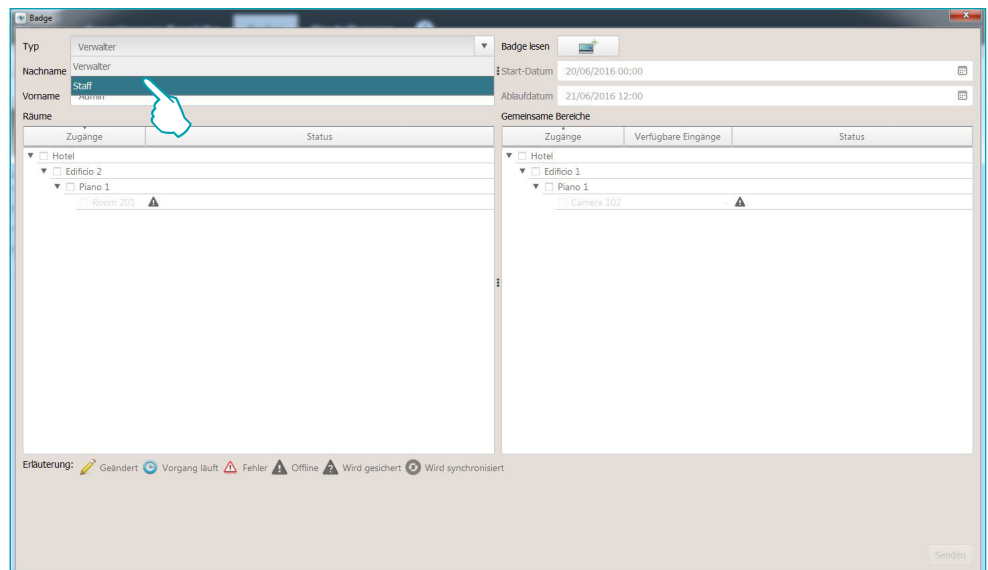 Badge
Typ Verwalter Badge lesen
Verwalter
Nachname Start-Datum 20/06/2016 00:00
Staff
Vorname Admin Ablaufdatum 21/06/2016 12:00
Räume Gemeinsame Bereiche
Zugänge Status Zugänge Verfügbare Eingänge Status
Hotel Hotel
Edificio 2 Edificio 1
Piano 1 Piano 1
Room 201 Camera 102 -
Erläuterung: Geändert Vorgang läuft Fehler Offline Wird gesichert Wird synchronisiert
Senden